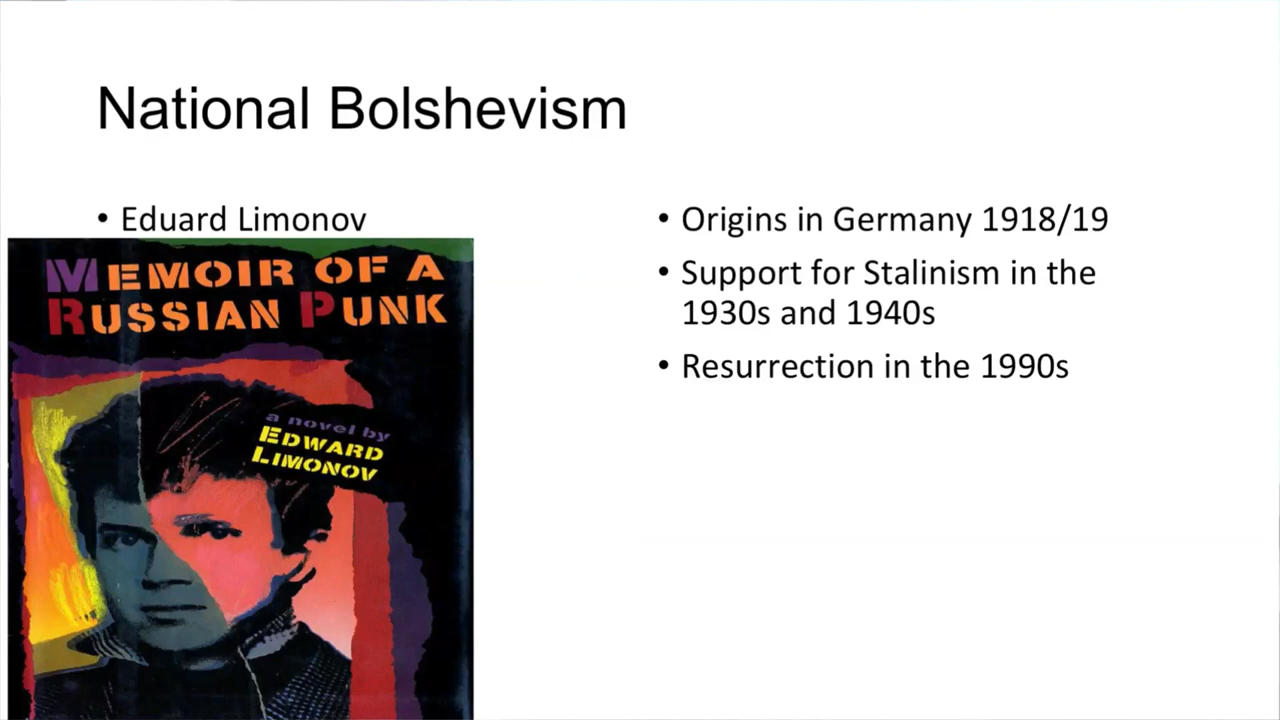 National Bolshevism
• Eduard Limonov
MEMOIR OF A
RUSSIAN PUNK
a novel by
EDWARD
LIMONOV
• Origins in Germany 1918/19
• Support for Stalinism in the
1930s and 1940s
• Resurrection in the 1990s